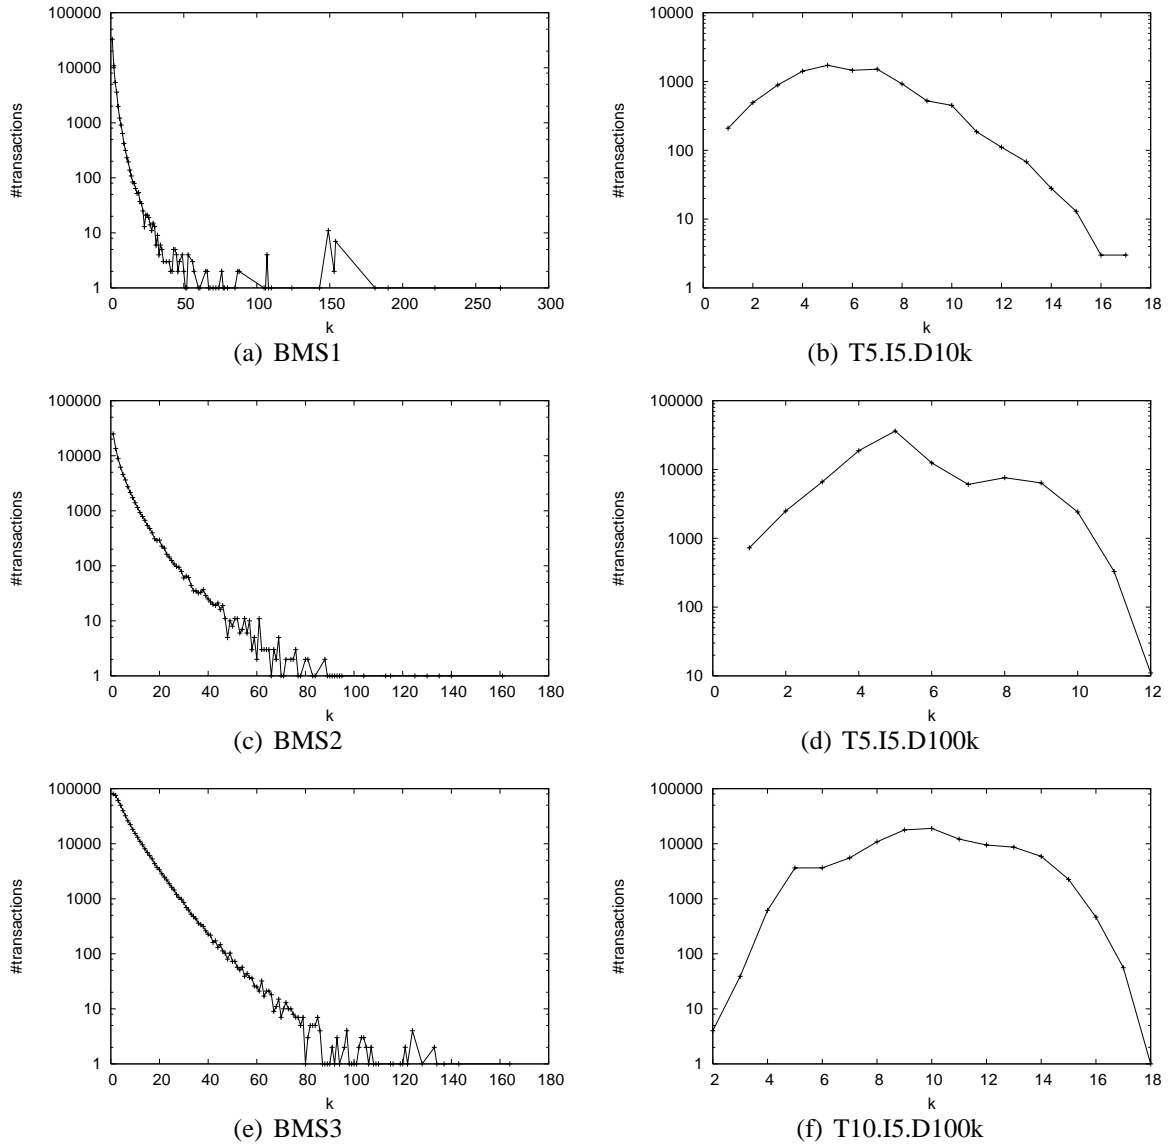 100000
10000
1000
100
10
1
#transactions
0 50 100 150 200 250 300
k
(a) BMS1
10000
1000
100
10
1
#transactions
0 2 4 6 8 10 12 14 16 18
k
(b) T5.I5.D10k
100000
10000
1000
100
10
1
#transactions
0 20 40 60 80 100 120 140 160 180
k
(c) BMS2
100000
10000
1000
100
10
#transactions
0 2 4 6 8 10 12
k
(d) T5.I5.D100k
100000
10000
1000
100
10
1
#transactions
0 20 40 60 80 100 120 140 160 180
k
(e) BMS3
100000
10000
1000
100
10
1
#transactions
2 4 6 8 10 12 14 16 18
k
(f) T10.I5.D100k